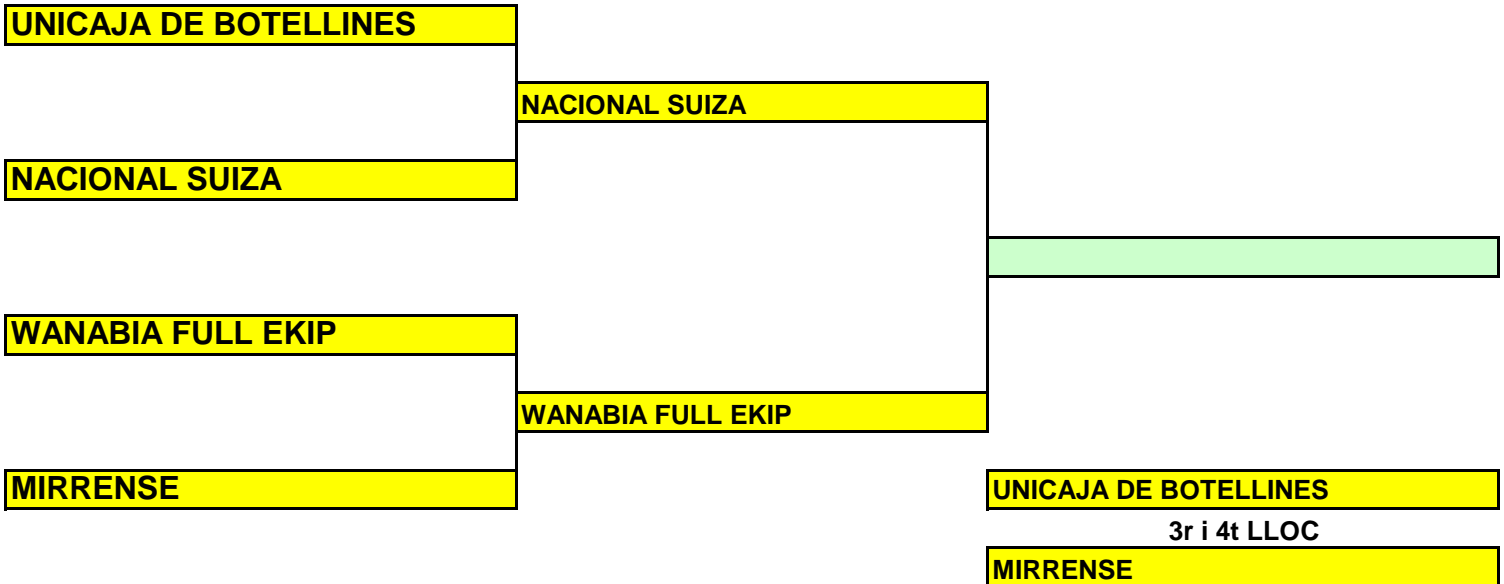 UNICAJA DE BOTELLINES
NACIONAL SUIZA
NACIONAL SUIZA
WANABIA FULL EKIP
WANABIA FULL EKIP
MIRRENSE
UNICAJA DE BOTELLINES
3r i 4t LLOC
MIRRENSE